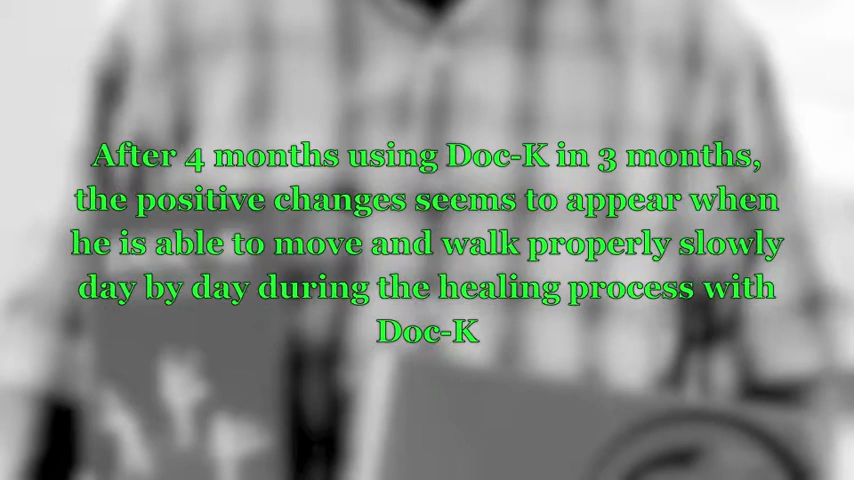 After 4 months using Doc-K in 3 months,
the positive changes seems to appear when
he is able to move and walk properly slowly
day by day during the healing process with
Doc-K